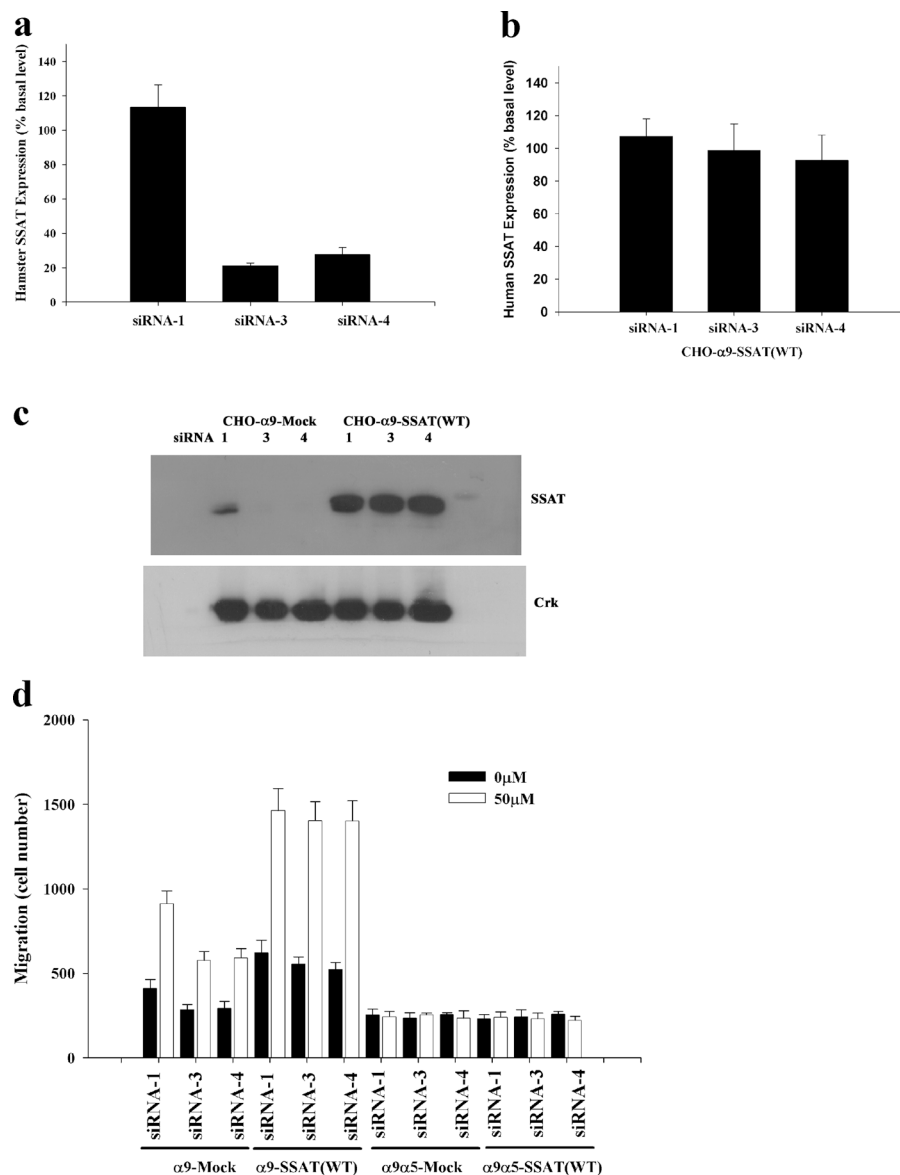 a
Hamster SSAT Expression (% basal level)
140
120
100
80
60
40
20
0
siRNA-1 siRNA-3 siRNA-4
b
Human SSAT Expression (% basal level)
140
120
100
80
60
40
20
0
siRNA-1 siRNA-3 siRNA-4
CHO-α9-SSAT(WT)
c
CHO-α9-Mock CHO-α9-SSAT(WT)
siRNA 1 3 4 1 3 4
SSAT
Crk
d
Migration (cell number)
2000
1500
1000
500
0
0μM
50μM
siRNA-1 siRNA-3 siRNA-4 siRNA-1 siRNA-3 siRNA-4 siRNA-1 siRNA-3 siRNA-4 siRNA-1 siRNA-3 siRNA-4
α9-Mock α9-SSAT(WT) α9α5-Mock α9α5-SSAT(WT)